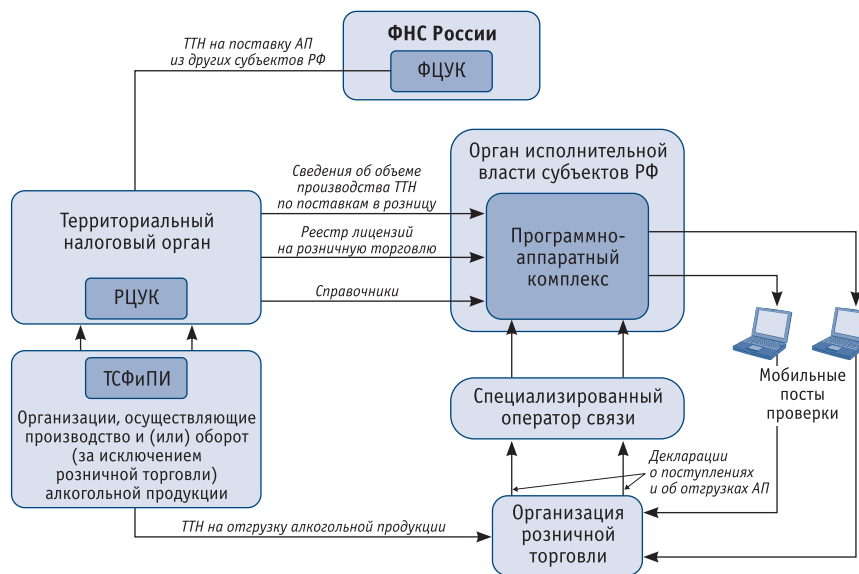 ФНС России
ФЦУК
ТТН на поставку АП
из других субъектов РФ
Орган исполнительной
власти субъектов РФ
Программно-
аппаратный
комплекс
Сведения об объеме
производства ТТН
по поставкам в розницу
Реестр лицензий
на розничную торговлю
Справочники
Территориальный
налоговый орган
РЦУК
ТСФиПИ
Организации, осуществляющие
производство и (или) оборот
(за исключением
розничной торговли)
алкогольной продукции
Специализированный
оператор связи
Мобильные
посты
проверки
Декларации
о поступлениях
и об отгрузках АП
ТТН на отгрузку алкогольной продукции
Организация
розничной
торговли